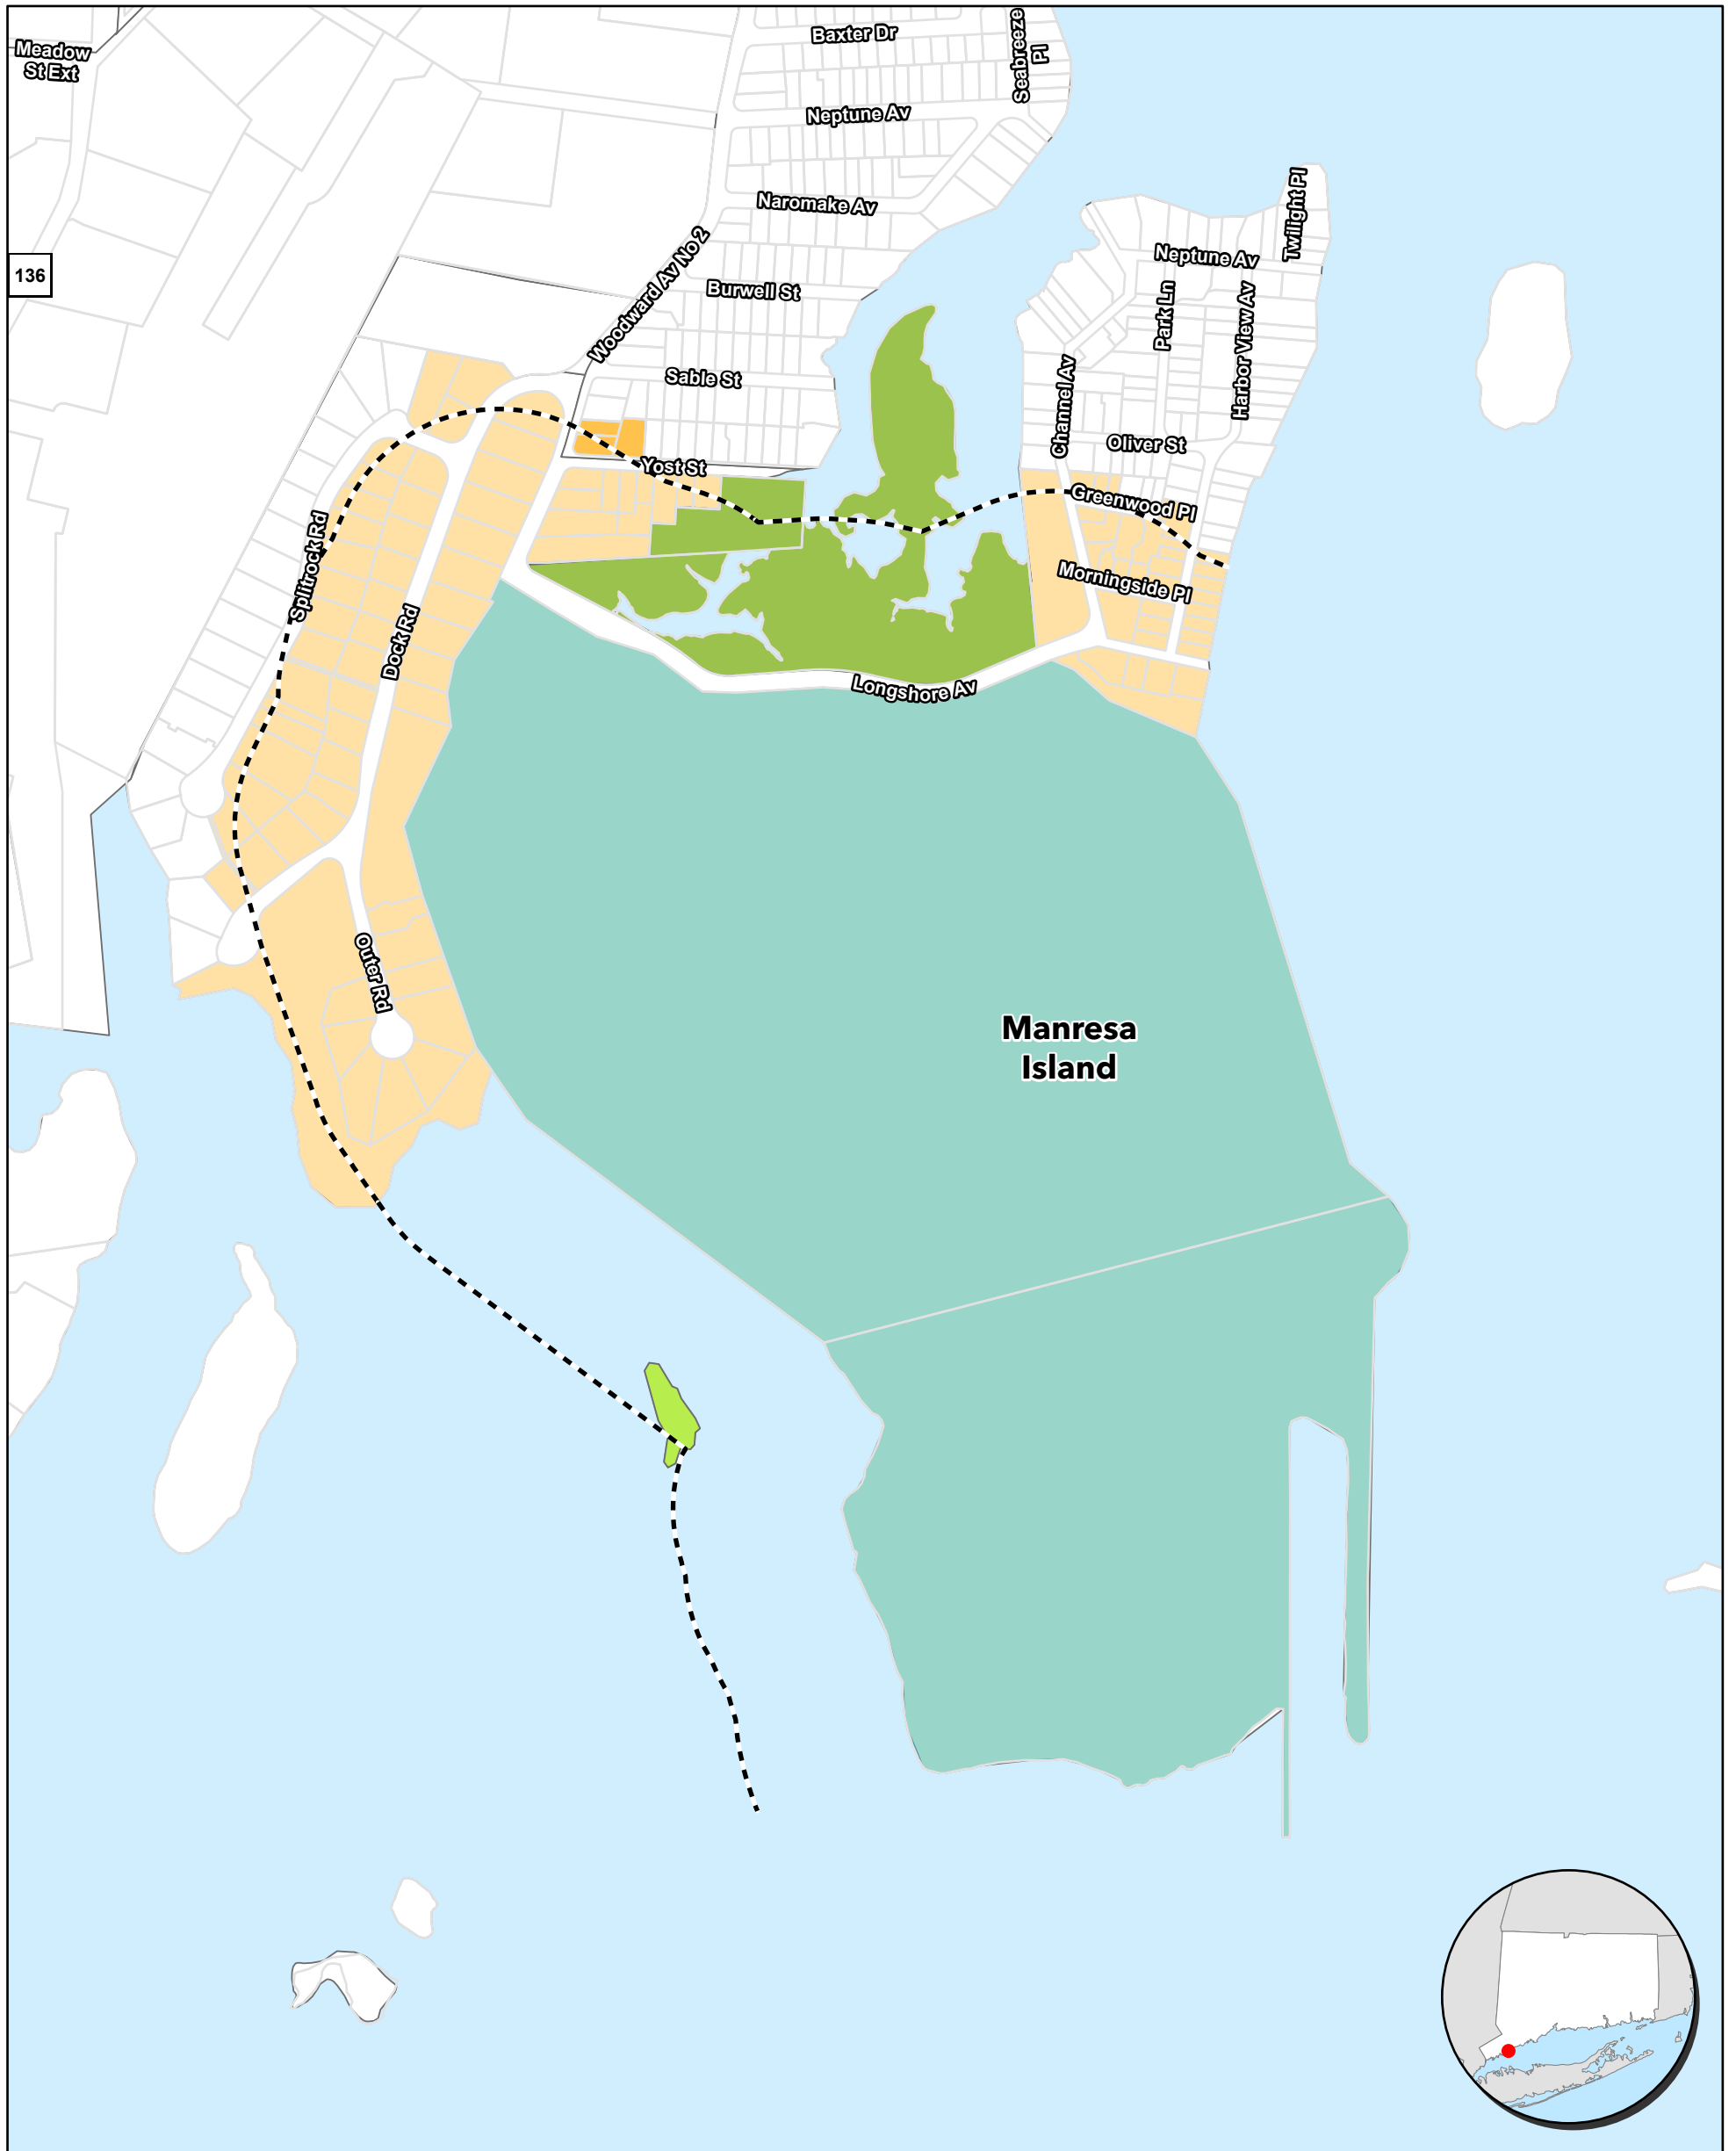 Meadow
St Ext
Baxter Dr
Seabreeze
Pl
Neptune Av
Naromake Av
Twilight Pl
136
Woodward Av No 2
Neptune Av
Burwell St
Park Ln
Harbor View Av
Sable St
Channel Av
Oliver St
Yost St
Greenwood Pl
Splitrock Rd
Morningside Pl
Dock Rd
Longshore Av
Outer Rd
Manresa
Island